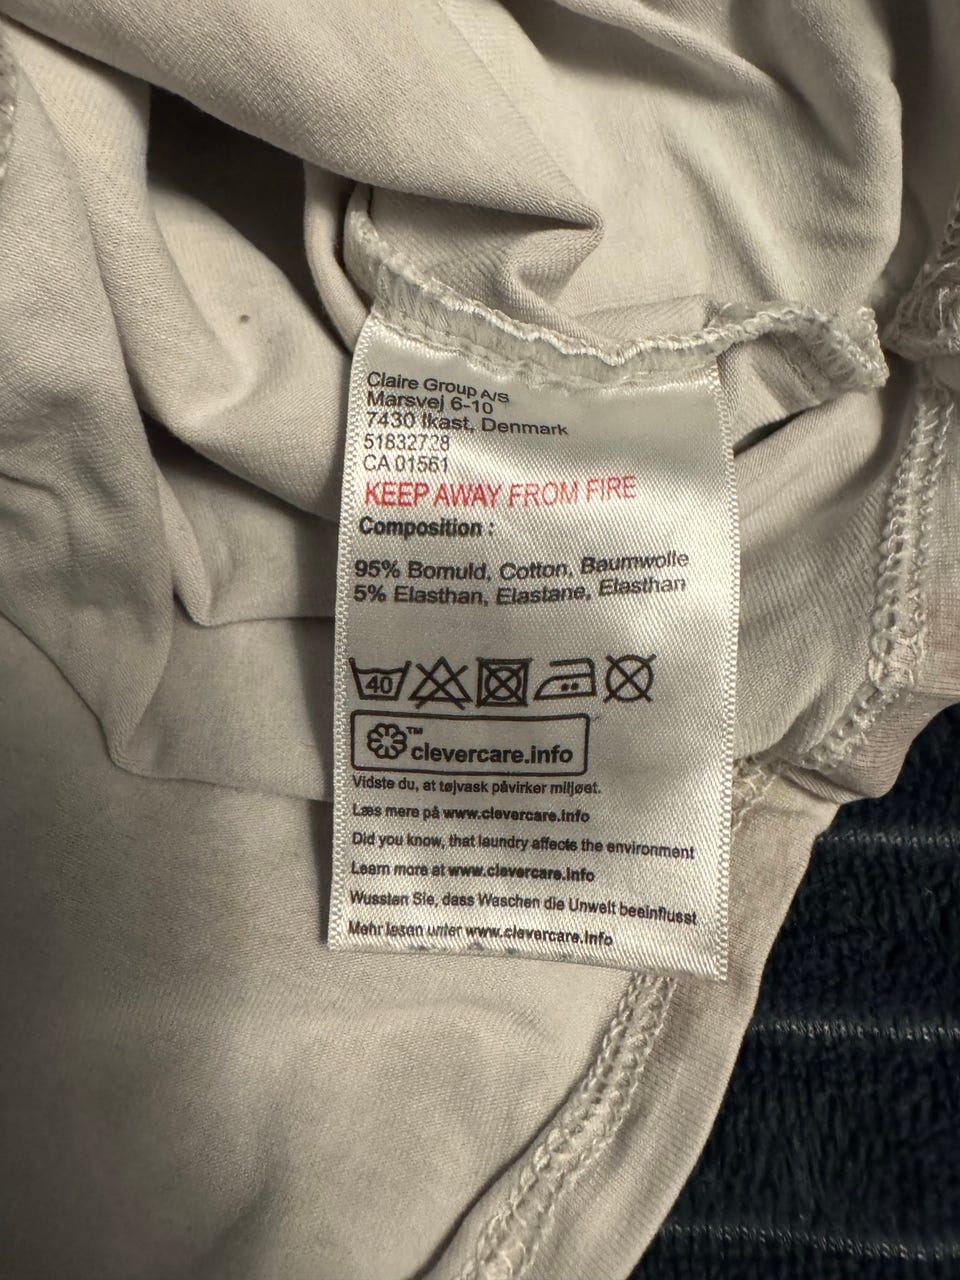 Claire Group A/S
Marsvej 6-10
7430 Ikast, Denmark
51832728
CA 01561
KEEP AWAY FROM FIRE
Composition :
95% Bomuld, Cotton, Baumwolle
5% Elasthan, Elastane, Elasthan
40
™clevercare.info
Vidste du, at tøjvask påvirker miljøet.
Læs mere på www.clevercare.info
Did you know, that laundry affects the environment
Learn more at www.clevercare.info
Wussten Sie, dass Waschen die Unwelt beeinflusst
Mehr lesen unter www.clevercare.info